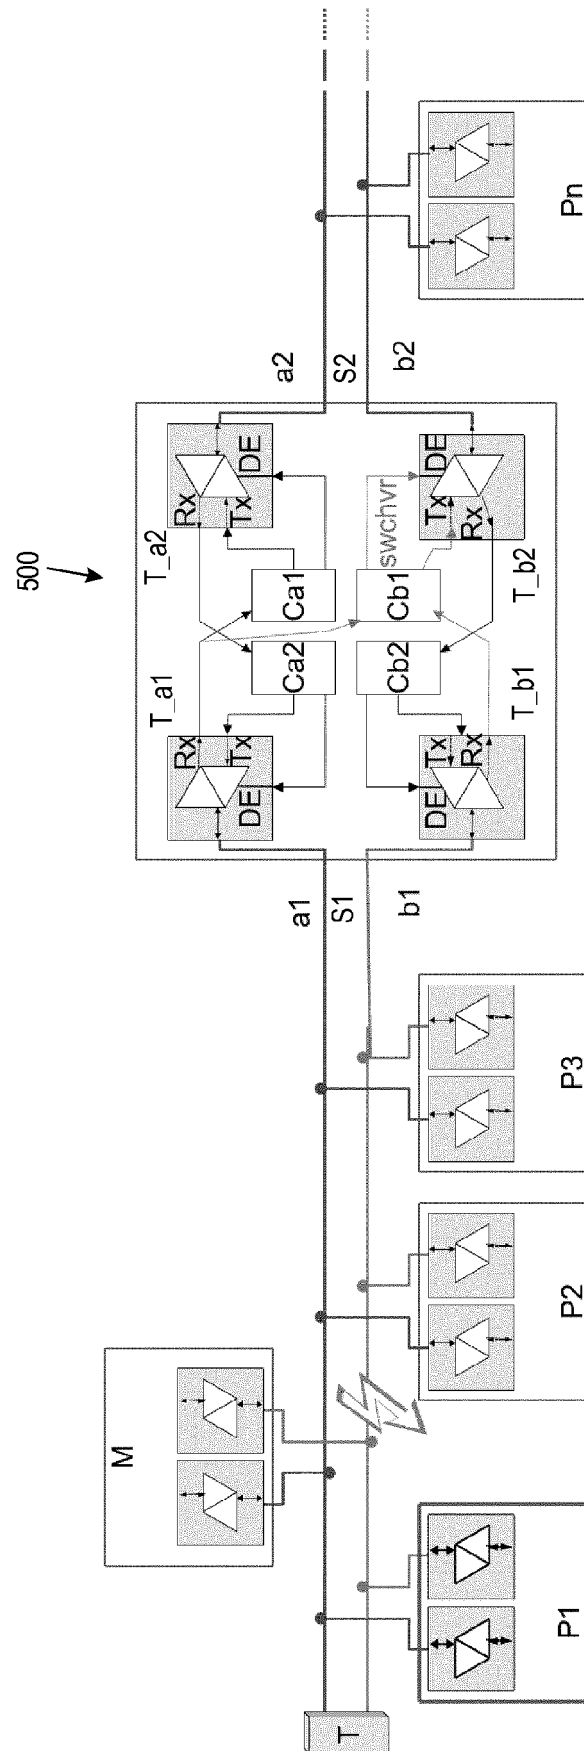 500
M
T
P1
P2
P3
Pn
a1
S1
b1
a2
S2
b2
T_a1
Rx
Tx
DE
T_a2
Rx
Tx
DE
Ca2
Ca1
Cb2
Cb1
swchvr
DE
Tx
Rx
T_b1
DE
Tx
Rx
T_b2